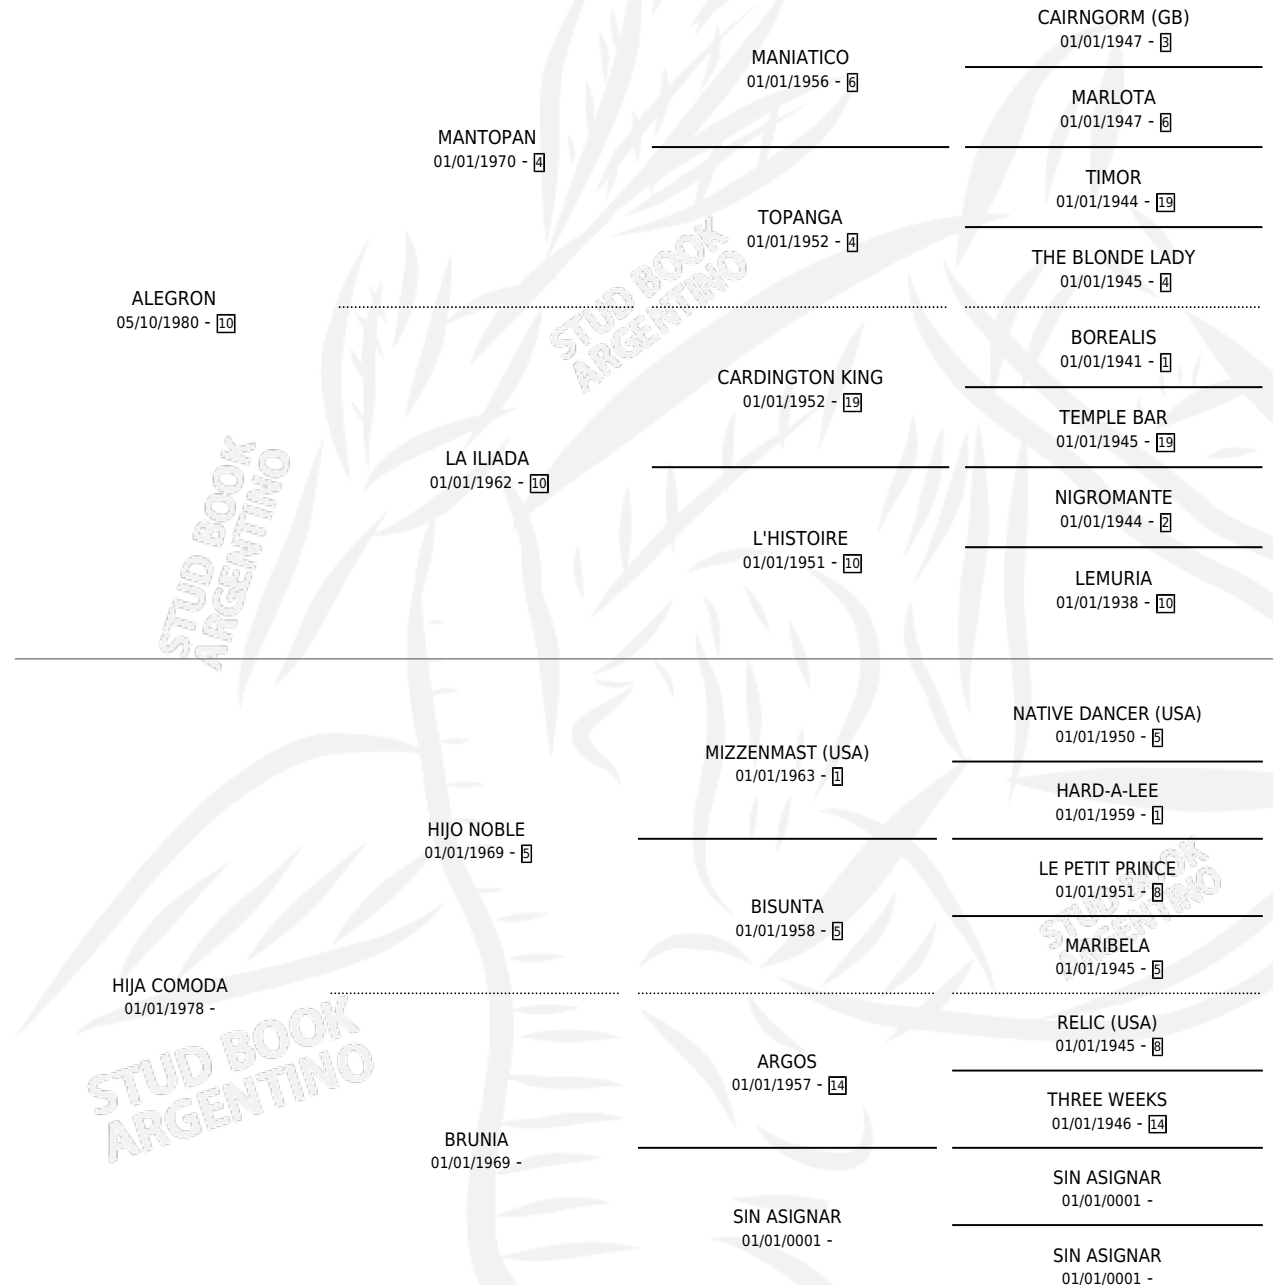 CAIRNGORM (GB)
01/01/1947 - 3
MANIATICO
01/01/1956 - 6
MARLOTA
01/01/1947 - 6
MANTOPAN
01/01/1970 - 4
TIMOR
01/01/1944 - 19
TOPANGA
01/01/1952 - 4
THE BLONDE LADY
01/01/1945 - 4
ALEGRON
05/10/1980 - 10
BOREALIS
01/01/1941 - 1
CARDINGTON KING
01/01/1952 - 19
TEMPLE BAR
01/01/1945 - 19
LA ILIADA
01/01/1962 - 10
NIGROMANTE
01/01/1944 - 2
L'HISTOIRE
01/01/1951 - 10
LEMURIA
01/01/1938 - 10
STUD BOOK
ARGENTINO
STUD BOOK
ARGENTINO
NATIVE DANCER (USA)
01/01/1950 - 5
MIZZENMAST (USA)
01/01/1963 - 1
HARD-A-LEE
01/01/1959 - 1
HIJO NOBLE
01/01/1969 - 5
LE PETIT PRINCE
01/01/1951 - 8
BISUNTA
01/01/1958 - 5
MARIBELA
01/01/1945 - 5
HIJA COMODA
01/01/1978 -
RELIC (USA)
01/01/1945 - 8
ARGOS
01/01/1957 - 14
THREE WEEKS
01/01/1946 - 14
BRUNIA
01/01/1969 -
SIN ASIGNAR
01/01/0001 -
SIN ASIGNAR
01/01/0001 -
SIN ASIGNAR
01/01/0001 -
STUD BOOK
ARGENTINO
STUD BOOK
ARGENTINO